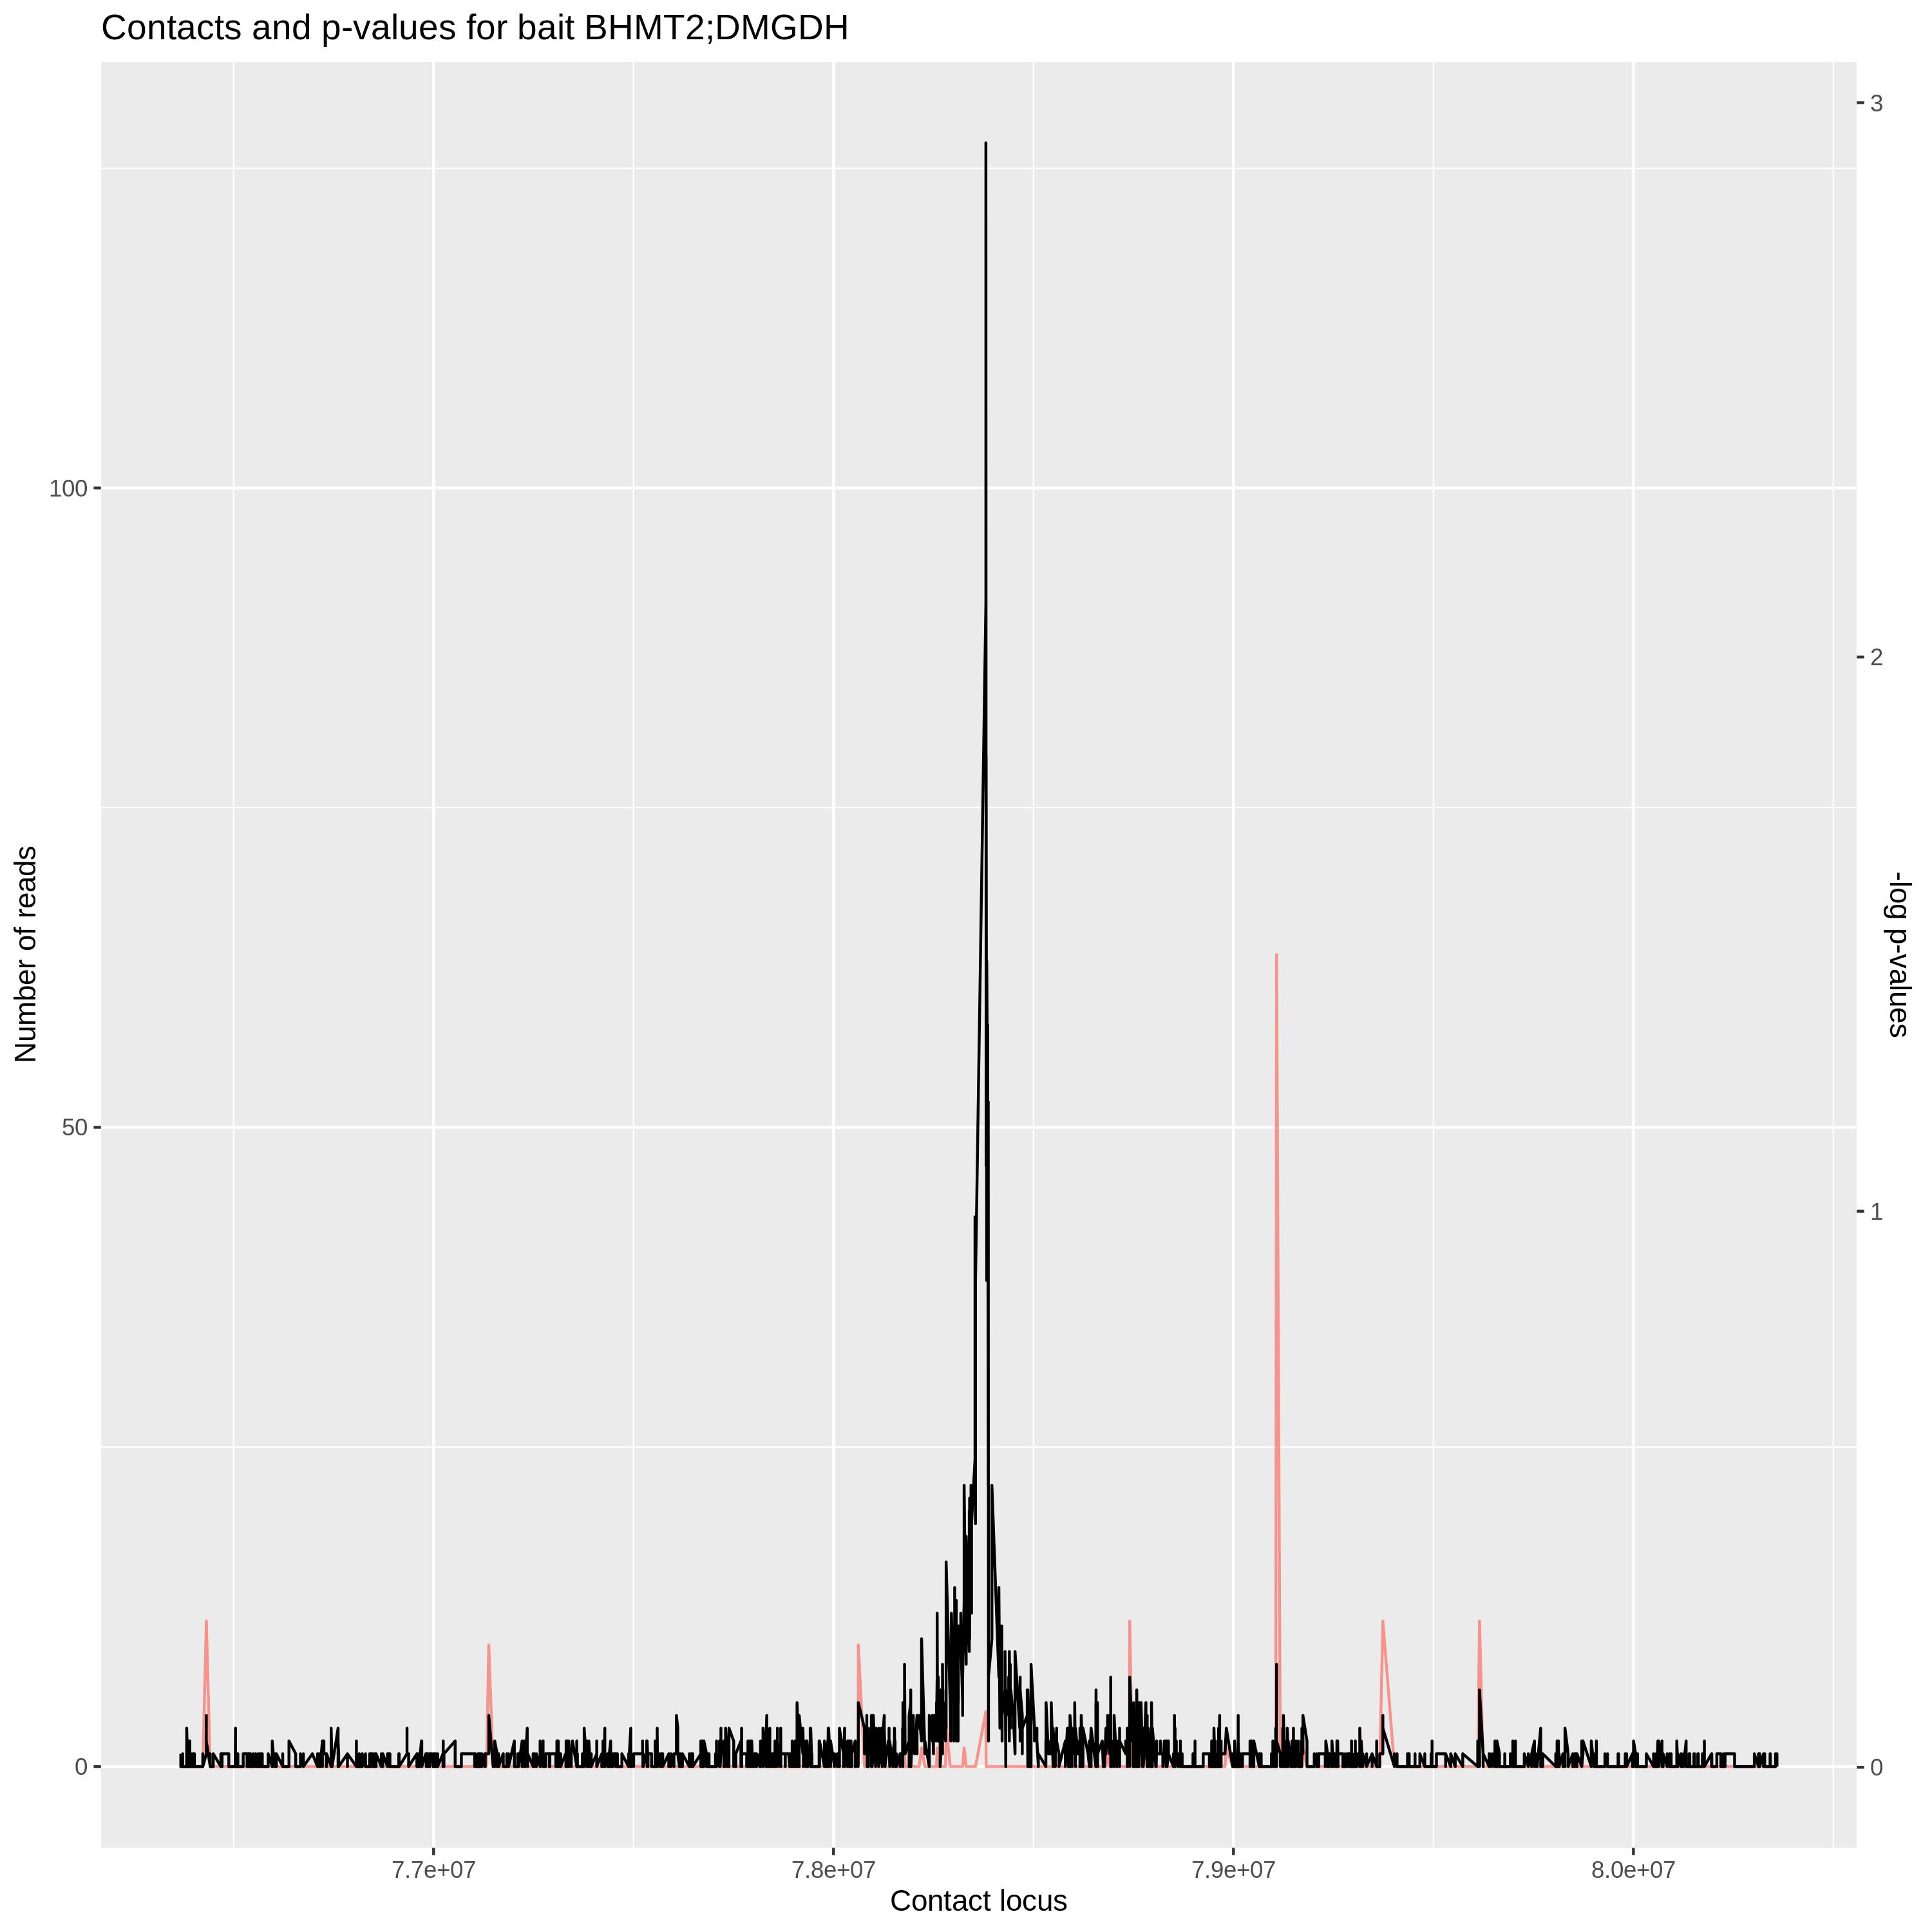 Contacts and p-values for bait BHMT2;DMGDH
Number of reads
100
50
0
3
2
1
0
-log p-values
7.7e+07 7.8e+07 7.9e+07 8.0e+07
Contact locus